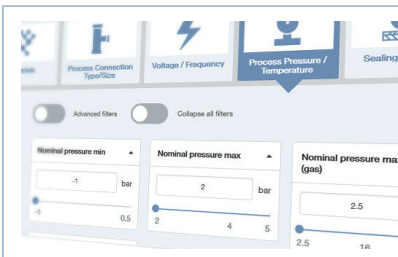 Process Connection
Type/Size
Voltage / Frequency
Process Pressure /
Temperature
Sealing
Advanced filters
Collapse all filters
Nominal pressure min
Nominal pressure max
Nominal pressure max
(gas)
-1
bar
2
bar
2.5
-1
0.5
2
4
5
2.5
16